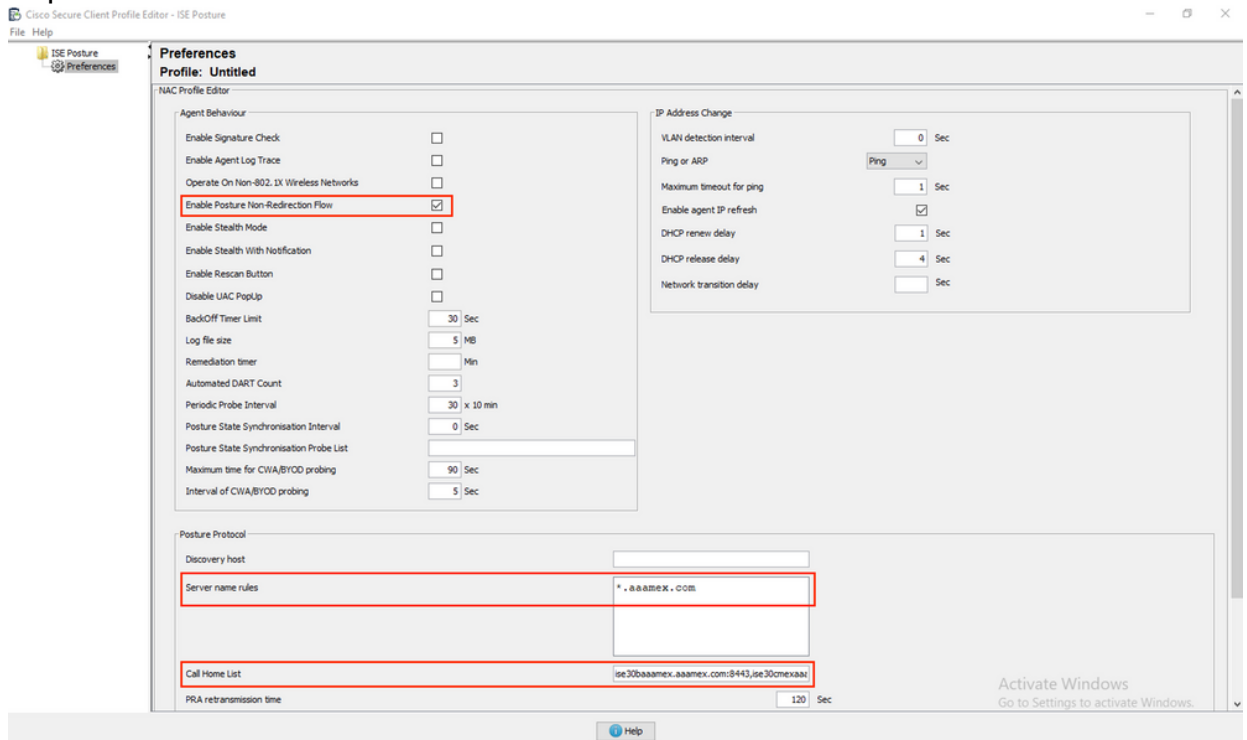 Cisco Secure Client Profile Editor - ISE Posture
File Help
ISE Posture
Preferences
Preferences
Profile: Untitled
NAC Profile Editor
Agent Behaviour
Enable Signature Check
Enable Agent Log Trace
Operate On Non-802.1X Wireless Networks
Enable Posture Non-Redirection Flow
Enable Stealth Mode
Enable Stealth With Notification
Enable Rescan Button
Disable UAC PopUp
BackOff Timer Limit 30 Sec
Log file size 5 MB
Remediation timer Min
Automated DART Count 3
Periodic Probe Interval 30 x 10 min
Posture State Synchronisation Interval 0 Sec
Posture State Synchronisation Probe List
Maximum time for CWA/BYOD probing 90 Sec
Interval of CWA/BYOD probing 5 Sec
IP Address Change
VLAN detection interval 0 Sec
Ping or ARP Ping
Maximum timeout for ping 1 Sec
Enable agent IP refresh
DHCP renew delay 1 Sec
DHCP release delay 4 Sec
Network transition delay Sec
Posture Protocol
Discovery host
Server name rules *.aaamex.com
Call Home List ise30baaamex.aaamex.com:8443,ise30cmexaaa
PRA retransmission time 120 Sec
Activate Windows
Go to Settings to activate Windows.
Help